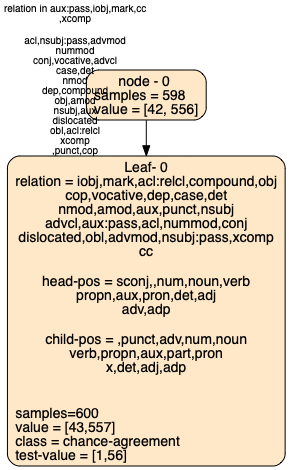 relation in aux:pass,iobj,mark,cc
,xcomp
acl,nsubj:pass,advmod
nummod
conj,vocative,advcl
case,det
nmod
dep,compound
obj,amod
nsubj,aux
dislocated
obl,acl:relcl
xcomp
,punct,cop
node - 0
samples = 598
value = [42, 556]
Leaf- 0
relation = iobj,mark,acl:relcl,compound,obj
cop,vocative,dep,case,det
nmod,amod,aux,punct,nsubj
advcl,aux:pass,acl,nummod,conj
dislocated,obl,advmod,nsubj:pass,xcomp
cc
head-pos = sconj,,num,noun,verb
propn,aux,pron,det,adj
adv,adp
child-pos = ,punct,adv,num,noun
verb,propn,aux,part,pron
x,det,adj,adp
samples=600
value = [43,557]
class = chance-agreement
test-value = [1,56]